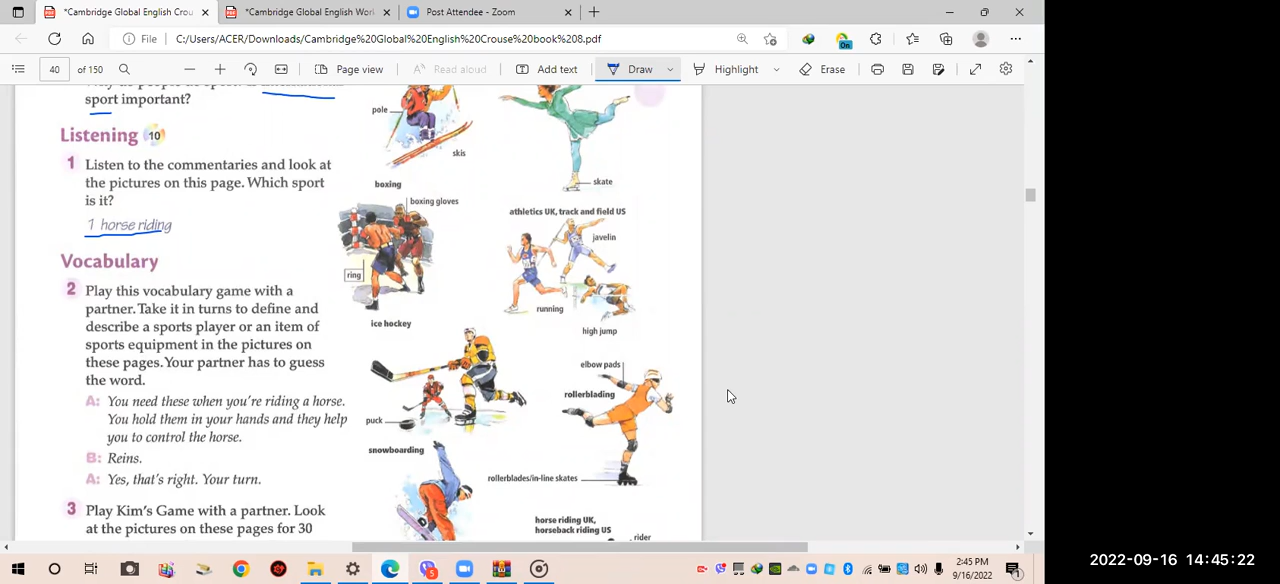 *Cambridge Global English Crou
*Cambridge Global English Worl
Post Attendee - Zoom
File
C:/Users/ACER/Downloads/Cambridge%20Global%20English%20Crouse%20book%208.pdf
40 of 150
Page view
Read aloud
Add text
Draw
Highlight
Erase
On
sport important?
Listening 10
1 Listen to the commentaries and look at
the pictures on this page. Which sport
is it?
1 horse riding
Vocabulary
2 Play this vocabulary game with a
partner. Take it in turns to define and
describe a sports player or an item of
sports equipment in the pictures on
these pages. Your partner has to guess
the word.
A: You need these when you're riding a horse.
You hold them in your hands and they help
you to control the horse.
B: Reins.
A: Yes, that's right. Your turn.
3 Play Kim's Game with a partner. Look
at the pictures on these pages for 30
pole
skis
skate
boxing
boxing gloves
ring
athletics UK, track and field US
javelin
running
high jump
ice hockey
puck
elbow pads
rollerblading
rollerblades/in-line skates
snowboarding
horse riding UK,
horseback riding US
rider
5
2:45 PM
9/16/2022
1
2022-09-16 14:45:22